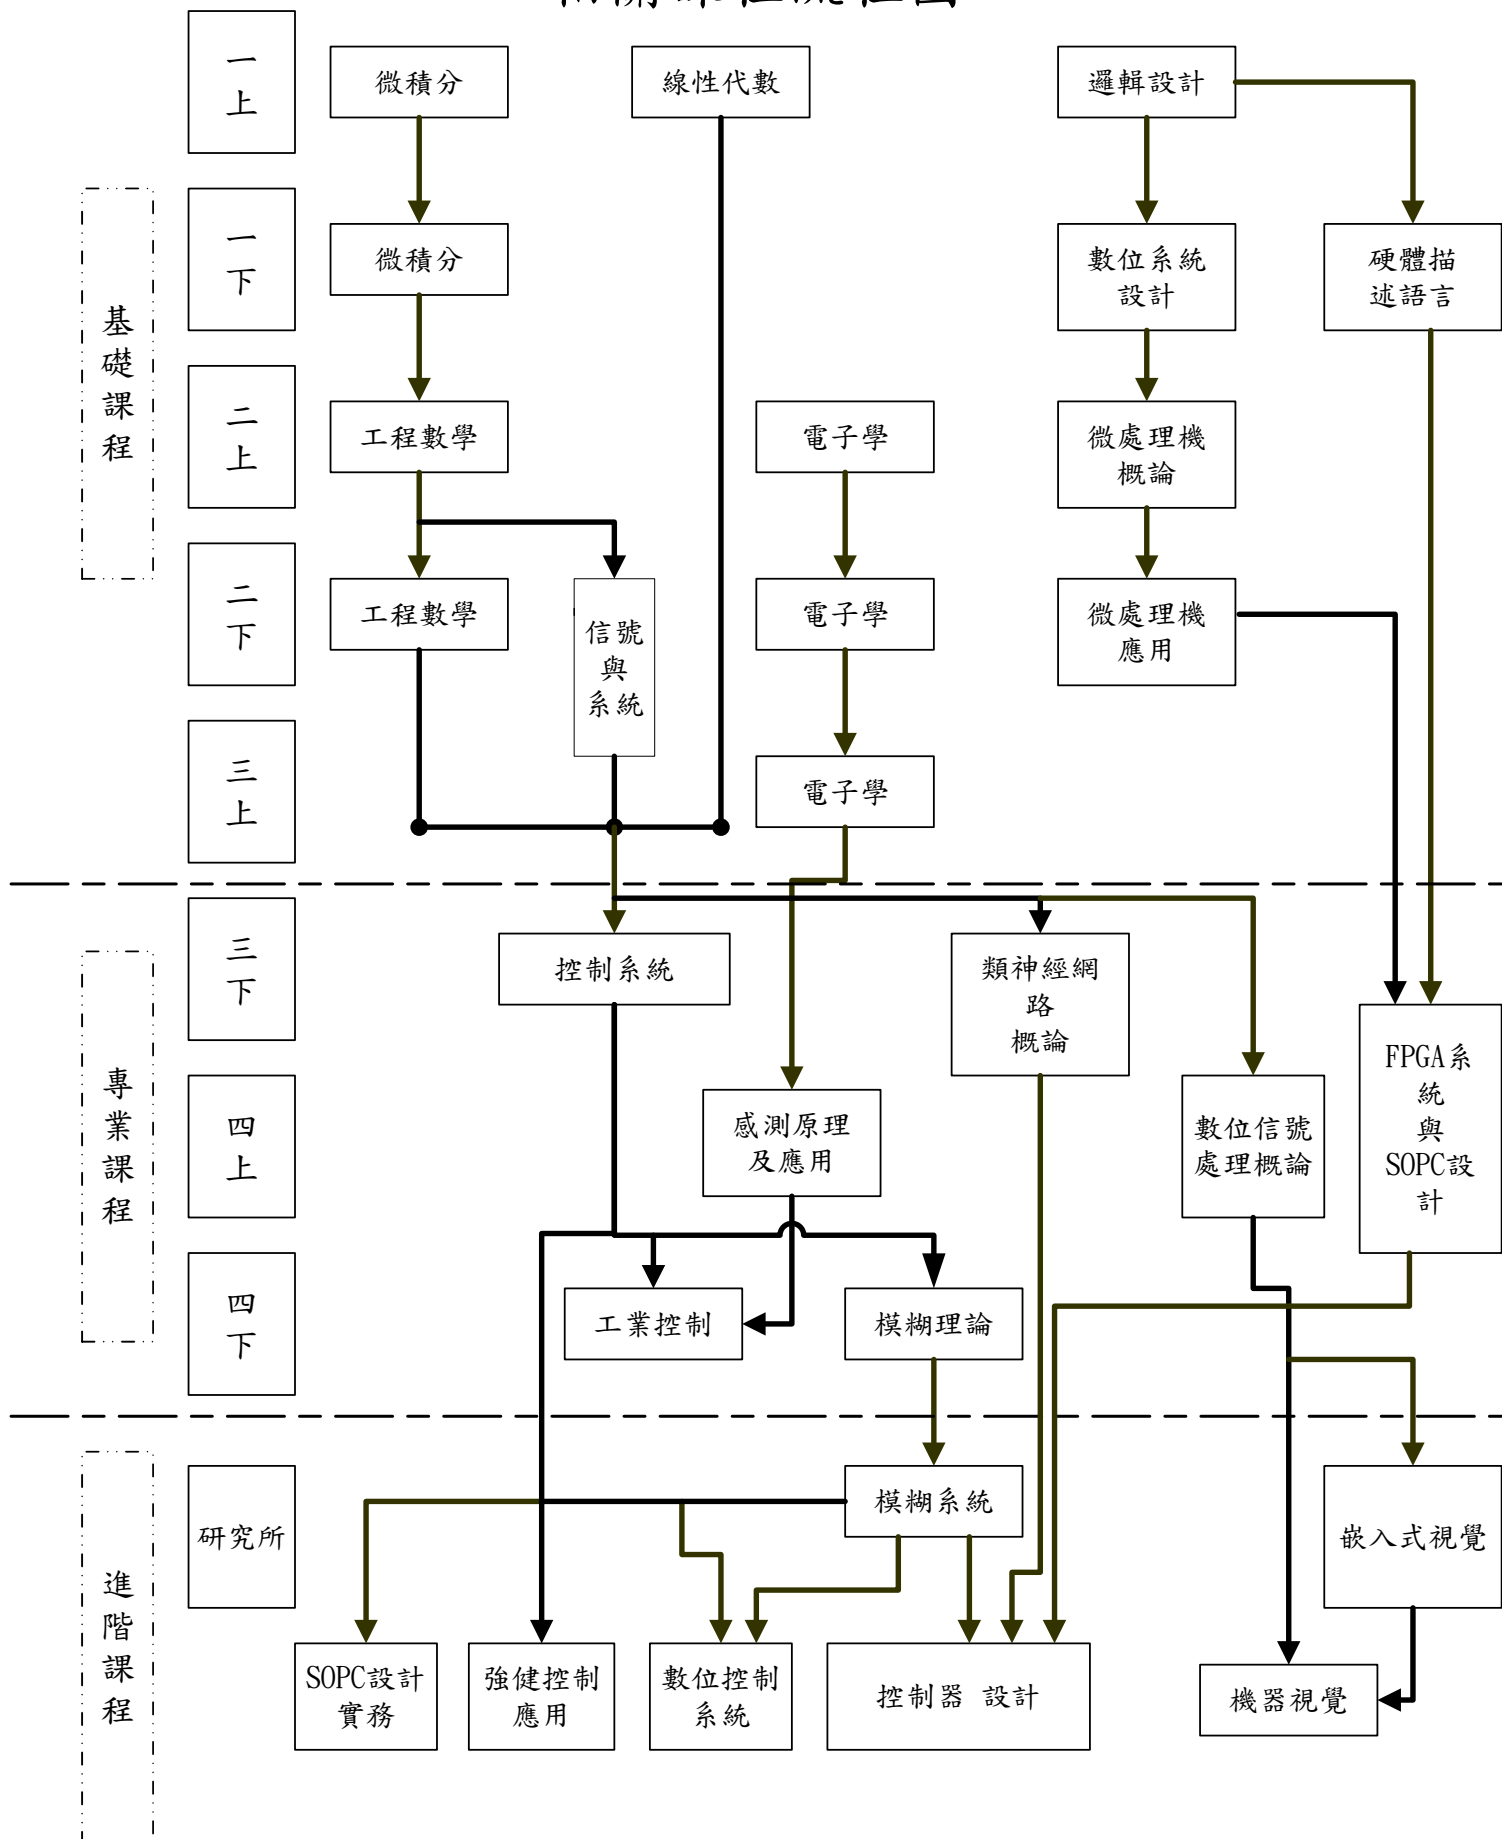 一
上
微積分
線性代數
邏輯設計
基
礎
課
程
一
下
微積分
數位系統
設計
硬體描
述語言
二
上
工程數學
電子學
微處理機
概論
二
下
工程數學
信號
與
系統
電子學
微處理機
應用
三
上
電子學
專
業
課
程
三
下
控制系統
類神經網
路
概論
FPGA系
統
與
SOPC設
計
四
上
感測原理
及應用
數位信號
處理概論
四
下
工業控制
模糊理論
進
階
課
程
研究所
模糊系統
嵌入式視覺
SOPC設計
實務
強健控制
應用
數位控制
系統
控制器 設計
機器視覺